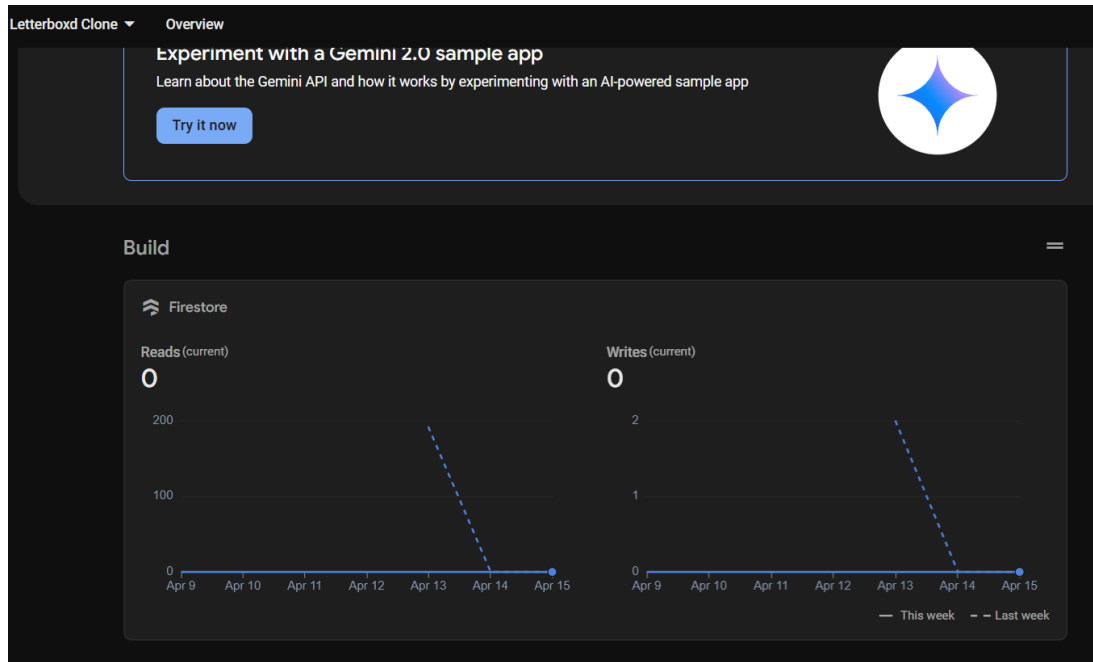 Letterboxd Clone Overview
Experiment with a Gemini 2.0 sample app
Learn about the Gemini API and how it works by experimenting with an AI-powered sample app
Try it now
Build
Firestore
Reads (current)
0
200
100
0
Apr 9 Apr 10 Apr 11 Apr 12 Apr 13 Apr 14 Apr 15
Writes (current)
0
2
1
0
Apr 9 Apr 10 Apr 11 Apr 12 Apr 13 Apr 14 Apr 15
This week Last week